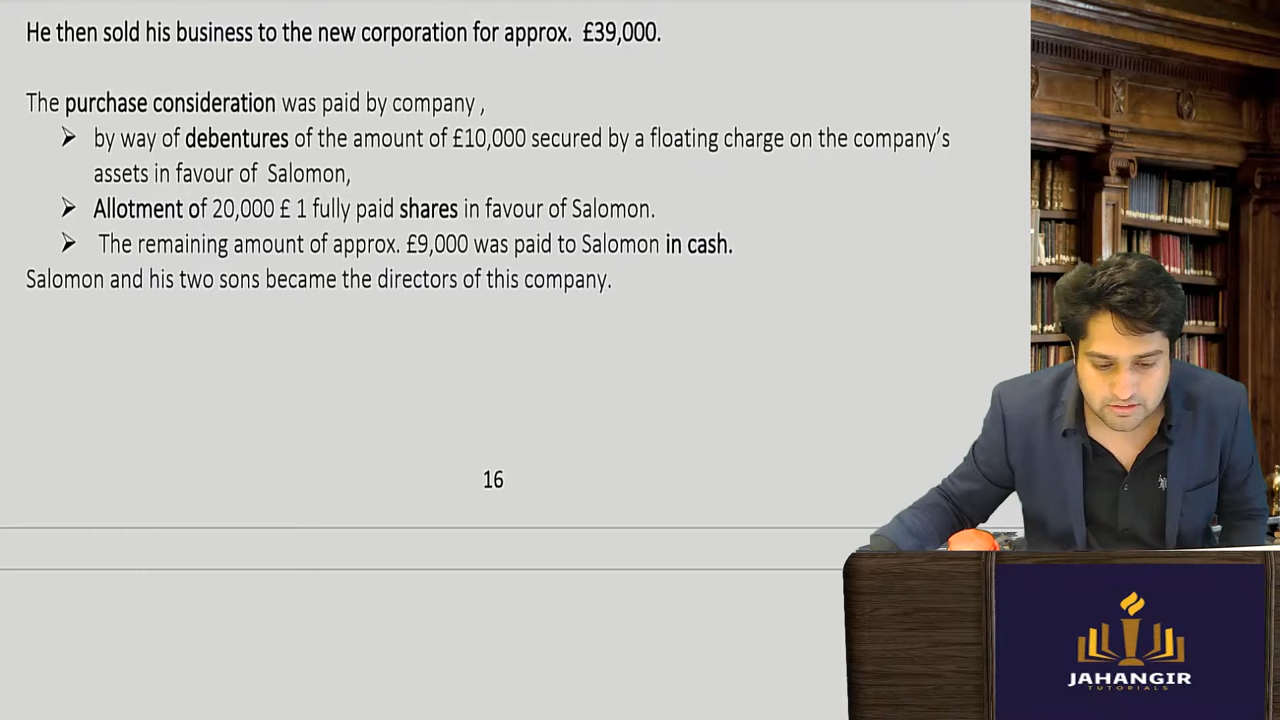 He then sold his business to the new corporation for approx. £39,000.
The purchase consideration was paid by company ,
➢ by way of debentures of the amount of £10,000 secured by a floating charge on the company's
assets in favour of Salomon,
➢ Allotment of 20,000 £ 1 fully paid shares in favour of Salomon.
➢ The remaining amount of approx. £9,000 was paid to Salomon in cash.
Salomon and his two sons became the directors of this company.
16
JAHANGIR
TUTORIALS